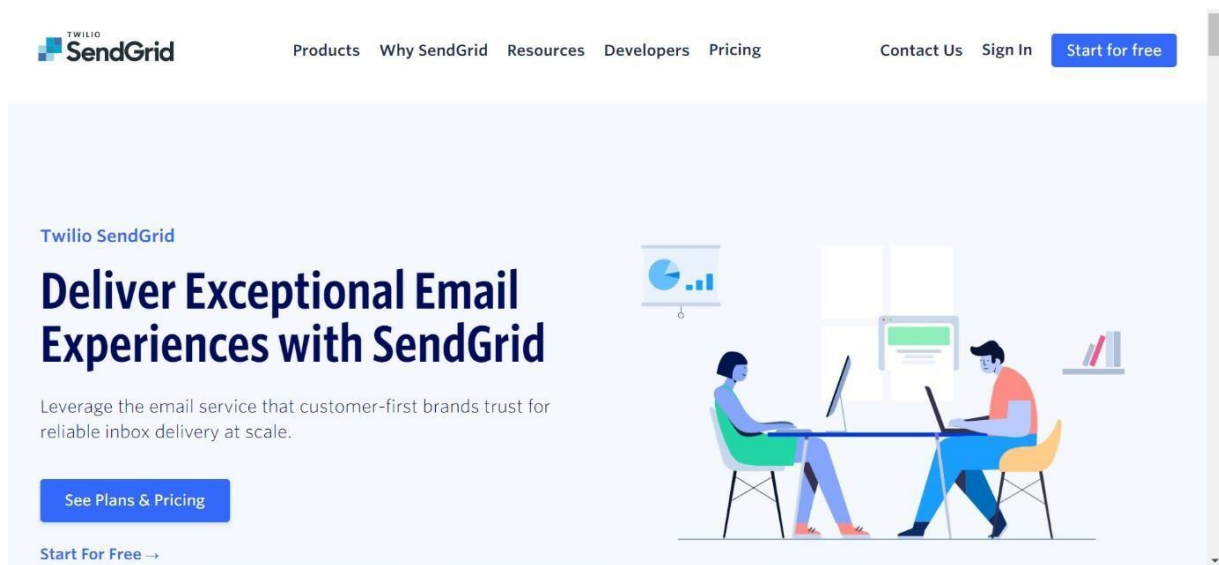 TWILIO
SendGrid
Products Why SendGrid Resources Developers Pricing Contact Us Sign In Start for free
Twilio SendGrid
Deliver Exceptional Email
Experiences with SendGrid
Leverage the email service that customer-first brands trust for
reliable inbox delivery at scale.
See Plans & Pricing
Start For Free →